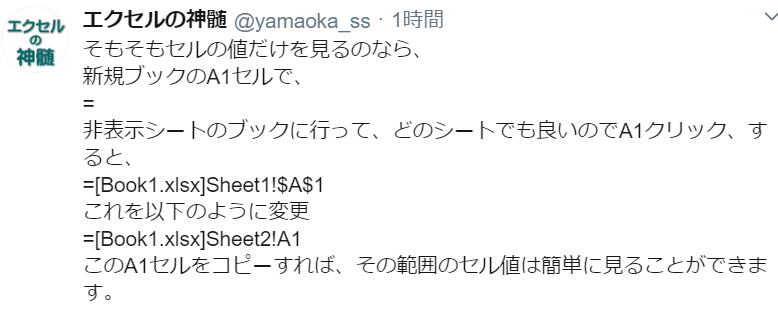 エクセル
の
神髄
エクセルの神髄 @yamaoka_ss · 1時間
そもそもセルの値だけを見るのなら、
新規ブックのA1セルで、
=
非表示シートのブックに行って、どのシートでも良いのでA1クリック、す
ると、
=[Book1.xlsx]Sheet1!$A$1
これを以下のように変更
=[Book1.xlsx]Sheet2!A1
このA1セルをコピーすれば、その範囲のセル値は簡単に見ることができま
す。